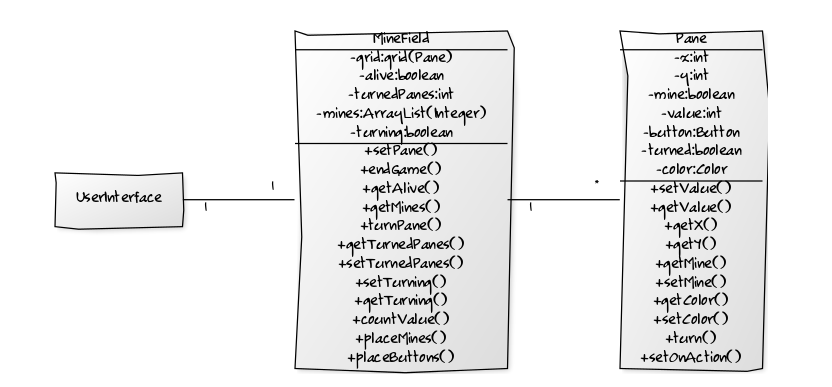 UserInterface
1
1
MineField
-grid:grid(Pane)
-alive:boolean
-turnedPanes:int
-mines:ArrayList(Integer)
-turning:boolean
+setPane()
+endGame()
+getAlive()
+getMines()
+turnPane()
+getTurnedPanes()
+setTurnedPanes()
+setTurning()
+getTurning()
+countValue()
+placeMines()
+placeButtons()
1
*
Pane
-x:int
-y:int
-mine:boolean
-value:int
-button:Button
-turned:boolean
-color:Color
+setValue()
+getValue()
+getX()
+getY()
+getMine()
+setMine()
+getColor()
+setColor()
+turn()
+setOnAction()